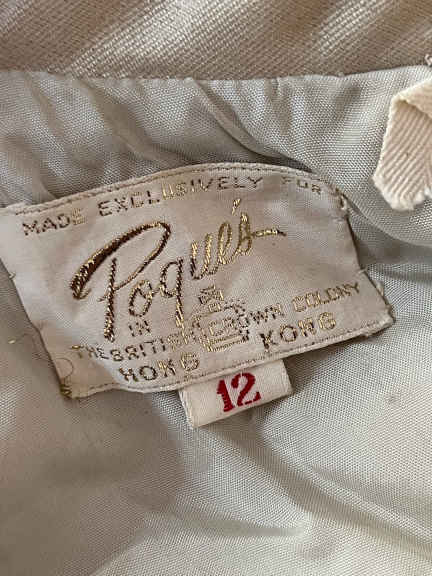 MADE EXCLUSIVELY FOR
Pogue's
IN
THE BRITISH CROWN COLONY
HONG KONG
12